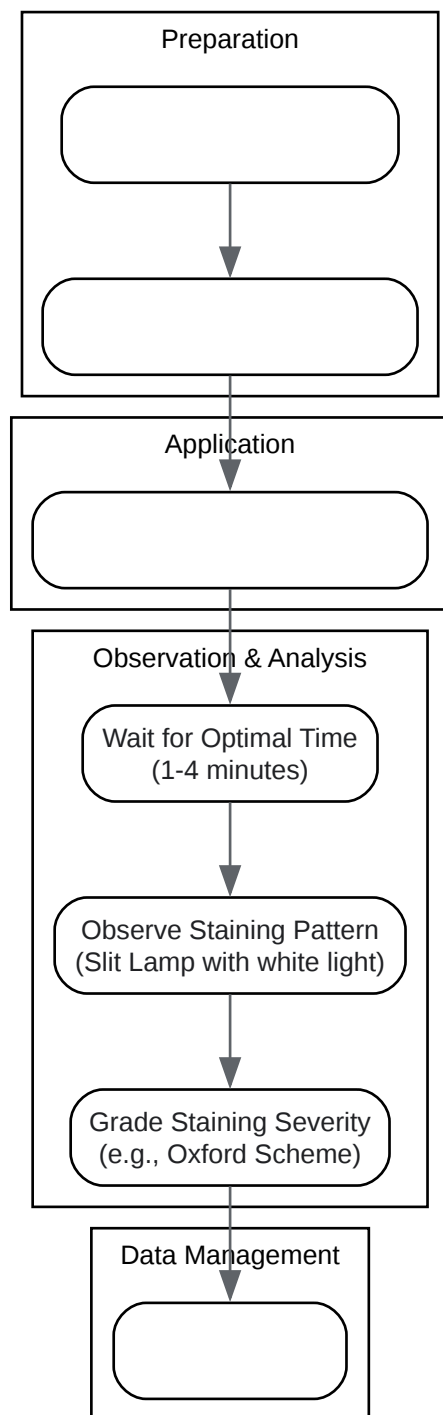 Preparation
Application
Observation & Analysis
Wait for Optimal Time
(1-4 minutes)
Observe Staining Pattern
(Slit Lamp with white light)
Grade Staining Severity
(e.g., Oxford Scheme)
Data Management